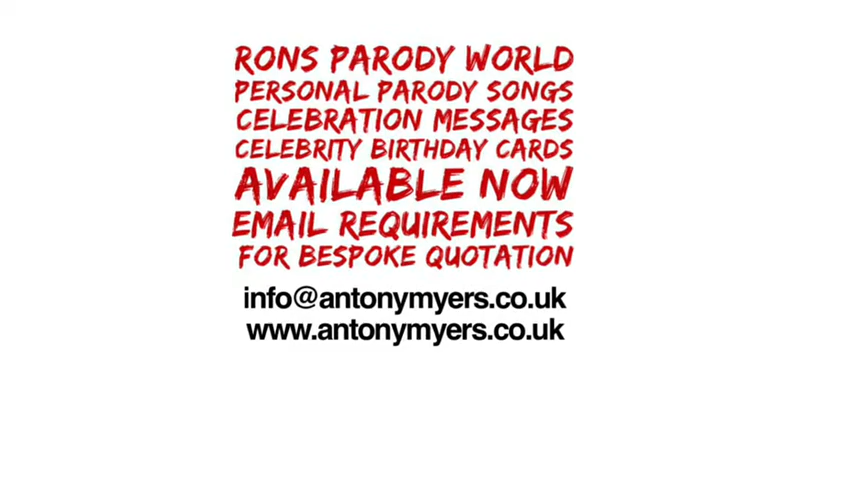 RONS PARODY WORLD
PERSONAL PARODY SONGS
CELEBRATION MESSAGES
CELEBRITY BIRTHDAY CARDS
AVAILABLE NOW
EMAIL REQUIREMENTS
FOR BESPOKE QUOTATION
info@antonymyers.co.uk
www.antonymyers.co.uk